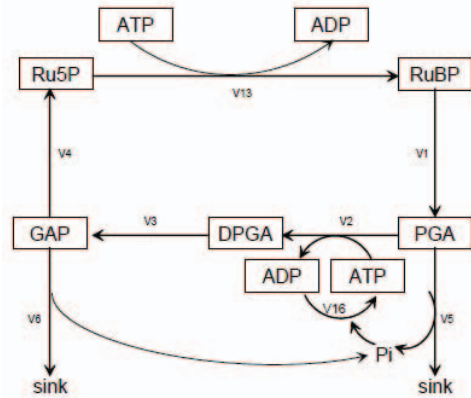 ATP ADP
Ru5P RuBP
V13
V4 V1
V3 V2
GAP DPGA PGA
ADP ATP
V16
V6 V5
Pi
sink sink